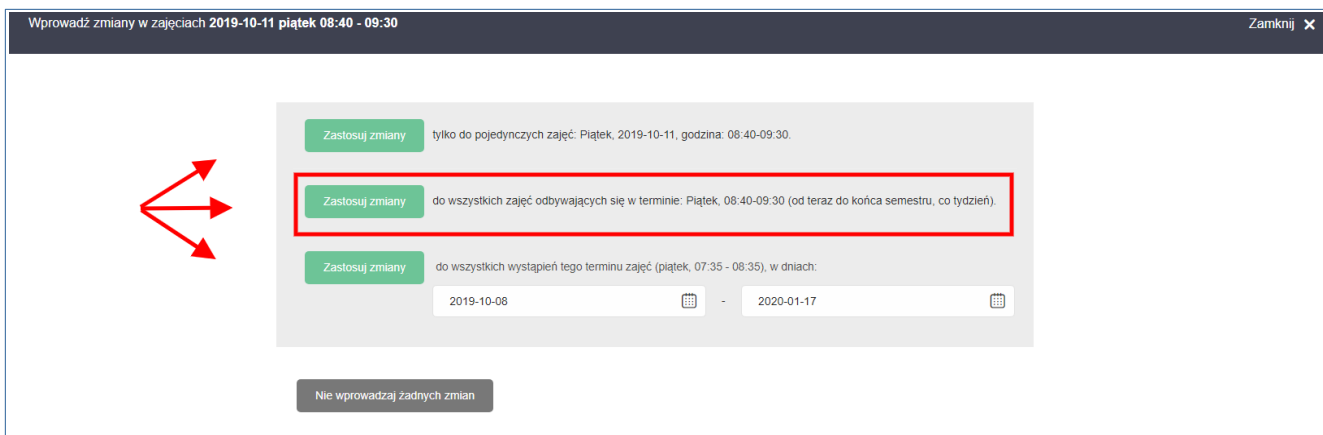 Wprowadź zmiany w zajęciach 2019-10-11 piątek 08:40 - 09:30
Zamknij ×
Zastosuj zmiany tylko do pojedynczych zajęć: Piątek, 2019-10-11, godzina: 08:40-09:30.
Zastosuj zmiany do wszystkich zajęć odbywających się w terminie: Piątek, 08:40-09:30 (od teraz do końca semestru, co tydzień).
Zastosuj zmiany do wszystkich wystąpień tego terminu zajęć (piątek, 07:35 - 08:35), w dniach:
2019-10-08 - 2020-01-17
Nie wprowadzaj żadnych zmian